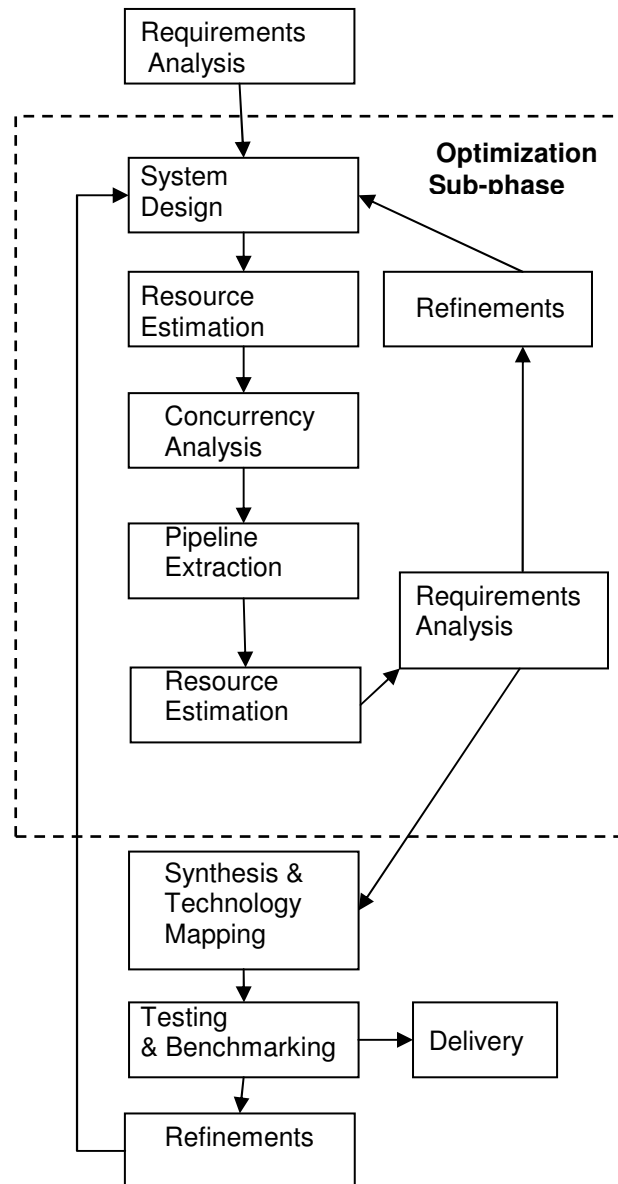 Requirements
Analysis
Optimization
Sub-phase
System
Design
Resource
Estimation
Refinements
Concurrency
Analysis
Pipeline
Extraction
Requirements
Analysis
Resource
Estimation
Synthesis &
Technology
Mapping
Testing
& Benchmarking
Delivery
Refinements